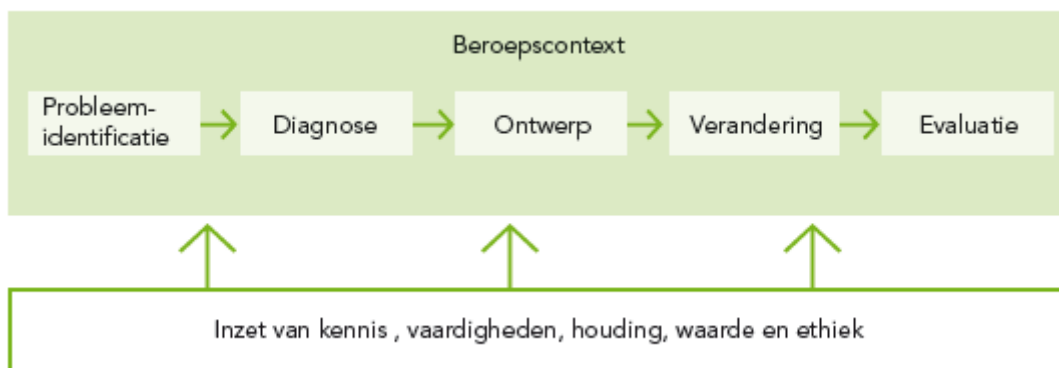 Beroepscontext
Probleem-
identificatie
Diagnose
Ontwerp
Verandering
Evaluatie
Inzet van kennis , vaardigheden, houding, waarde en ethiek